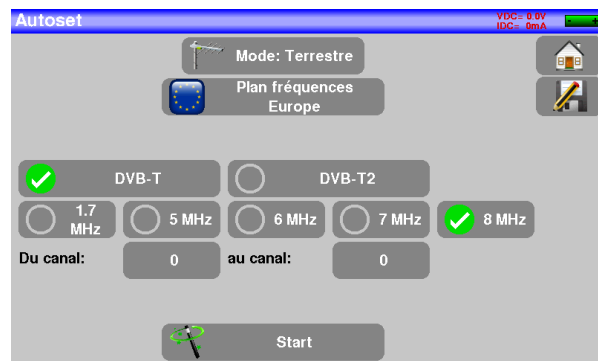 Autoset
VDC= 0.0V
IDC= 0mA
- +
Mode: Terrestre
Plan fréquences
Europe
DVB-T
DVB-T2
1.7
MHz
5 MHz
6 MHz
7 MHz
8 MHz
Du canal:
0
au canal:
0
Start